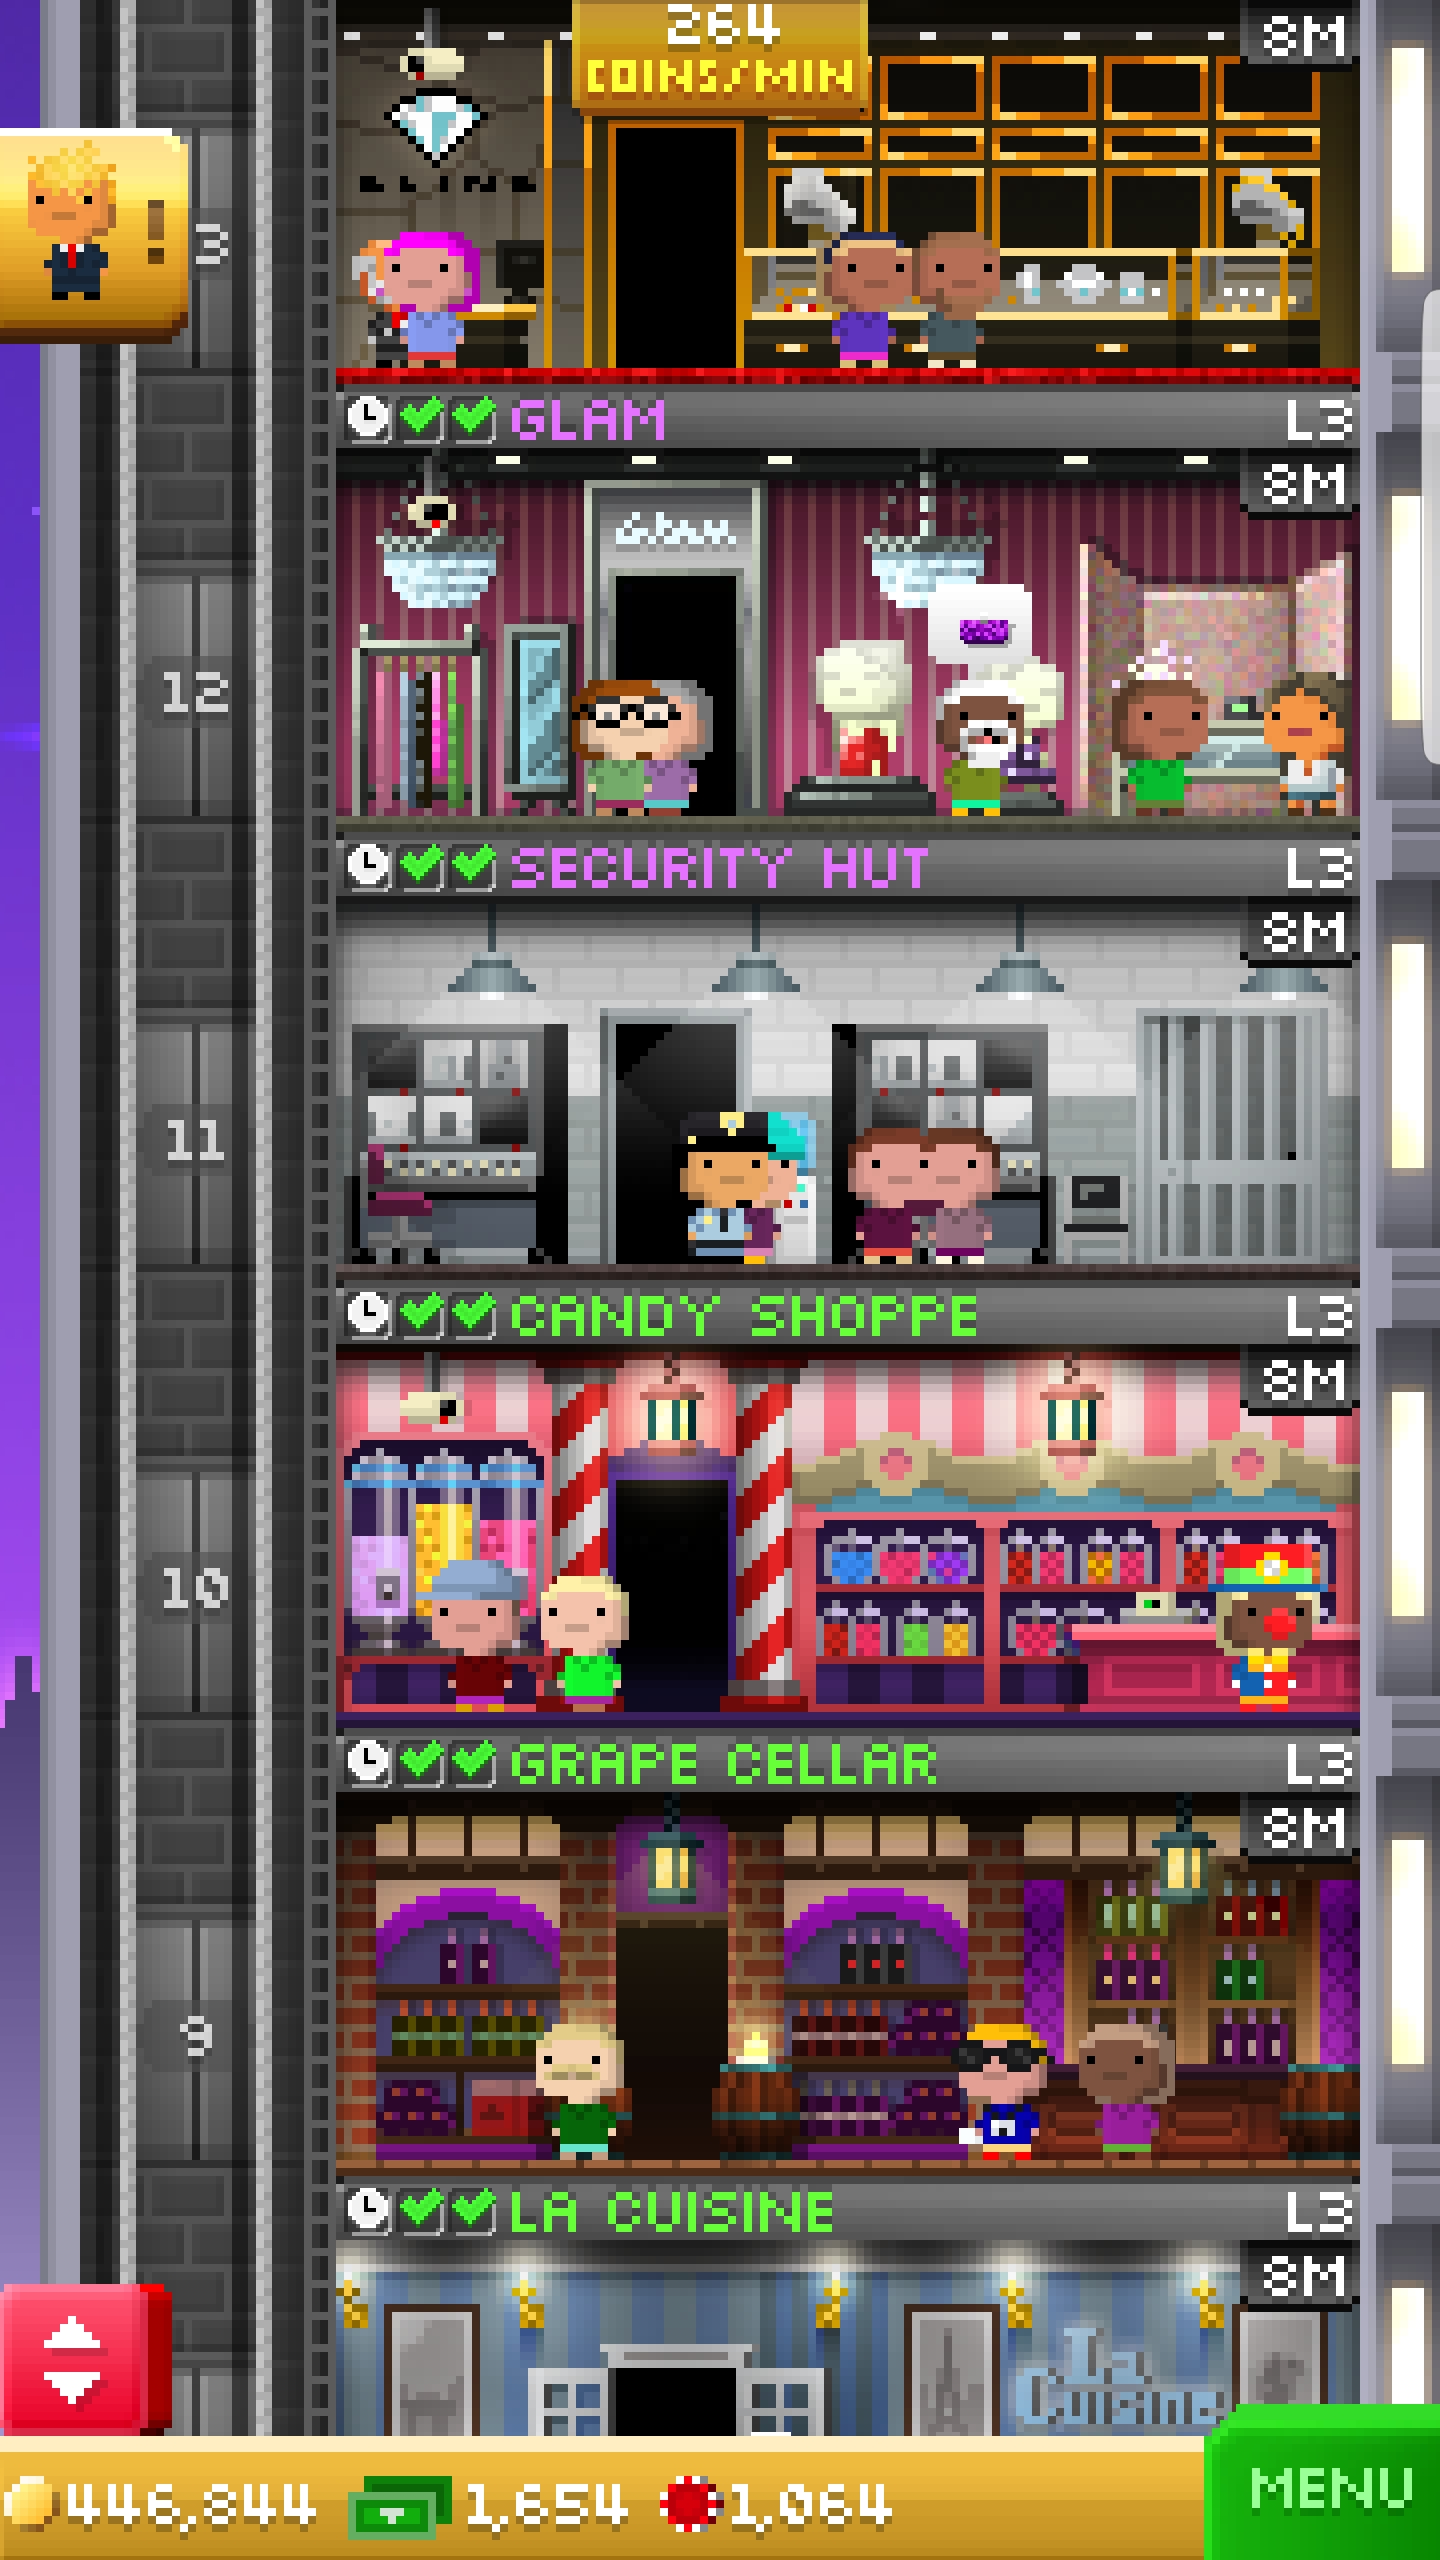 264
COINS/MIN
8M
BLING
!
3
GLAM L3
8M
Glam
12
SECURITY HUT L3
8M
11
CANDY SHOPPE L3
8M
10
GRAPE CELLAR L3
8M
9
LA CUISINE L3
8M
La
Cuisine
446,844 1,654 1,064
MENU